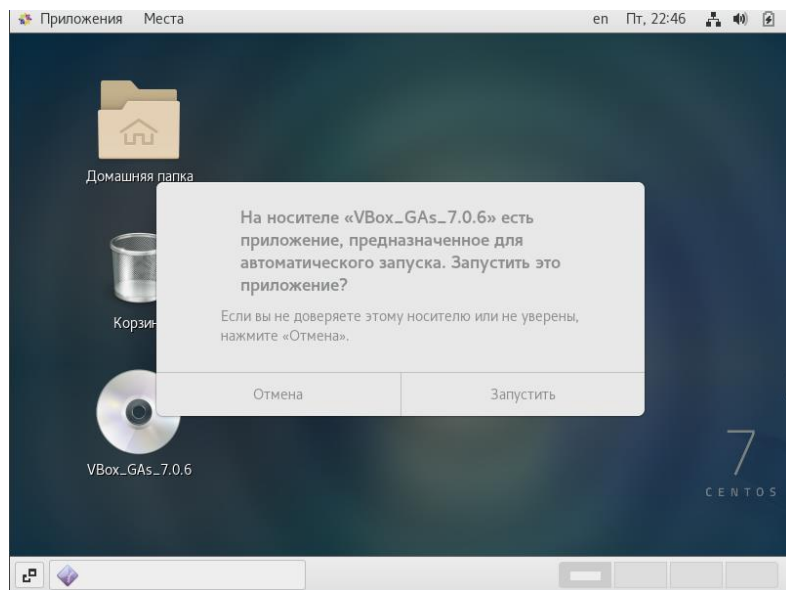 Приложения Места en Пт, 22:46
Домашняя папка
На носителе «VBox_GAs_7.0.6» есть
приложение, предназначенное для
автоматического запуска. Запустить это
приложение?
Если вы не доверяете этому носителю или не уверены,
нажмите «Отмена».
Отмена Запустить
VBox_GAs_7.0.6
7
CENTOS